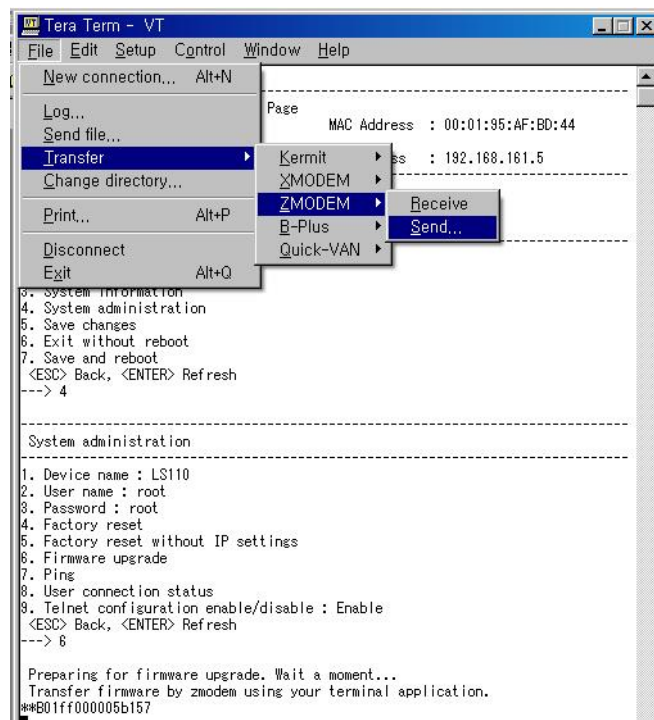 Tera Term - VT
File Edit Setup Control Window Help
New connection... Alt+N
Log...
Send file...
Transfer
Change directory...
Print... Alt+P
Disconnect
Exit Alt+Q
Kermit
XMODEM
ZMODEM
B-Plus
Quick-VAN
Receive
Send...
Page
MAC Address : 00:01:95:AF:BD:44
: 192.168.161.5
3. System information
4. System administration
5. Save changes
6. Exit without reboot
7. Save and reboot
<ESC> Back, <ENTER> Refresh
---> 4
------------------------------------------------------------------------------
System administration
------------------------------------------------------------------------------
1. Device name : LS110
2. User name : root
3. Password : root
4. Factory reset
5. Factory reset without IP settings
6. Firmware upgrade
7. Ping
8. User connection status
9. Telnet configuration enable/disable : Enable
<ESC> Back, <ENTER> Refresh
---> 6
Preparing for firmware upgrade. Wait a moment...
Transfer firmware by zmodem using your terminal application.
**B01ff000005b157